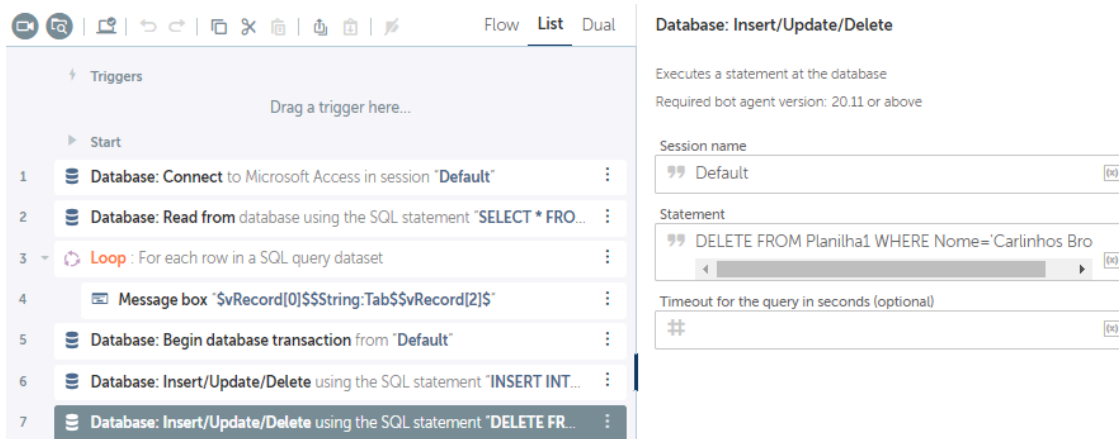 Flow List Dual
Triggers
Drag a trigger here...
Start
1 Database: Connect to Microsoft Access in session "Default"
2 Database: Read from database using the SQL statement "SELECT * FRO...
3 Loop : For each row in a SQL query dataset
4 Message box "$vRecord[0]$$String:Tab$$vRecord[2]$"
5 Database: Begin database transaction from "Default"
6 Database: Insert/Update/Delete using the SQL statement "INSERT INT...
7 Database: Insert/Update/Delete using the SQL statement "DELETE FR...
Database: Insert/Update/Delete
Executes a statement at the database
Required bot agent version: 20.11 or above
Session name
Default
(x)
Statement
DELETE FROM Planilha1 WHERE Nome='Carlinhos Bro
(x)
Timeout for the query in seconds (optional)
#
(x)